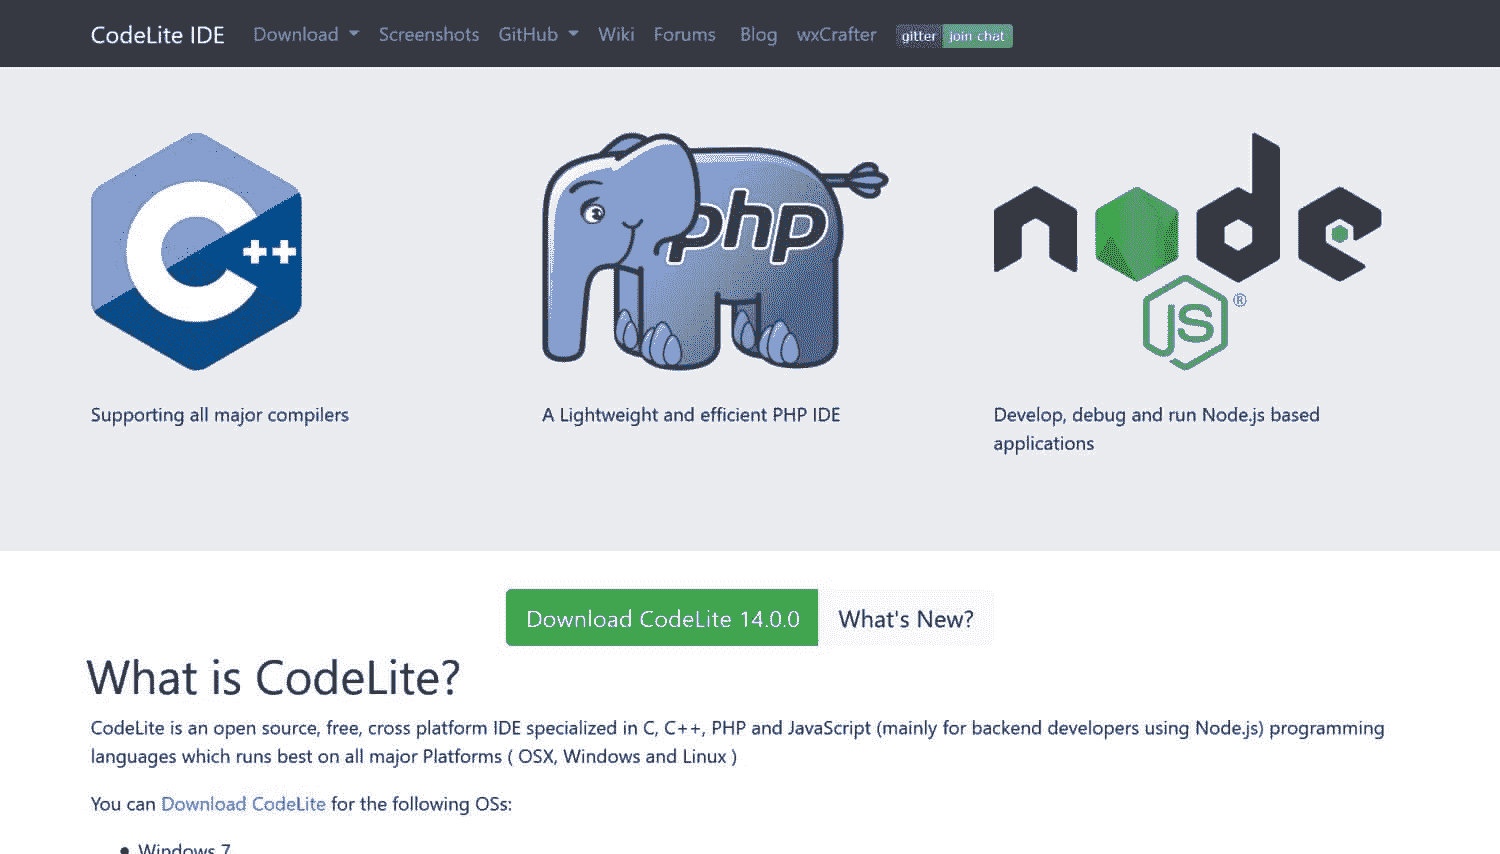 CodeLite IDE Download Screenshots GitHub Wiki Forums Blog wxCrafter gitter join chat
C++
php
node
JS ®
Supporting all major compilers
A Lightweight and efficient PHP IDE
Develop, debug and run Node.js based
applications
Download CodeLite 14.0.0 What's New?
What is CodeLite?
CodeLite is an open source, free, cross platform IDE specialized in C, C++, PHP and JavaScript (mainly for backend developers using Node.js) programming
languages which runs best on all major Platforms ( OSX, Windows and Linux )
You can Download CodeLite for the following OSs:
• Windows 7